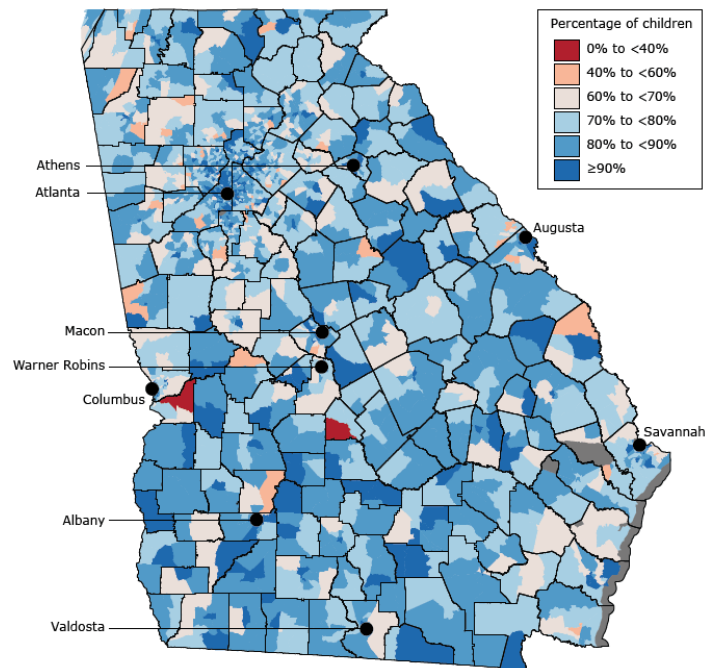 Percentage of children
0% to <40%
40% to <60%
60% to <70%
70% to <80%
80% to <90%
≥90%
Athens
Atlanta
Augusta
Macon
Warner Robins
Columbus
Savannah
Albany
Valdosta